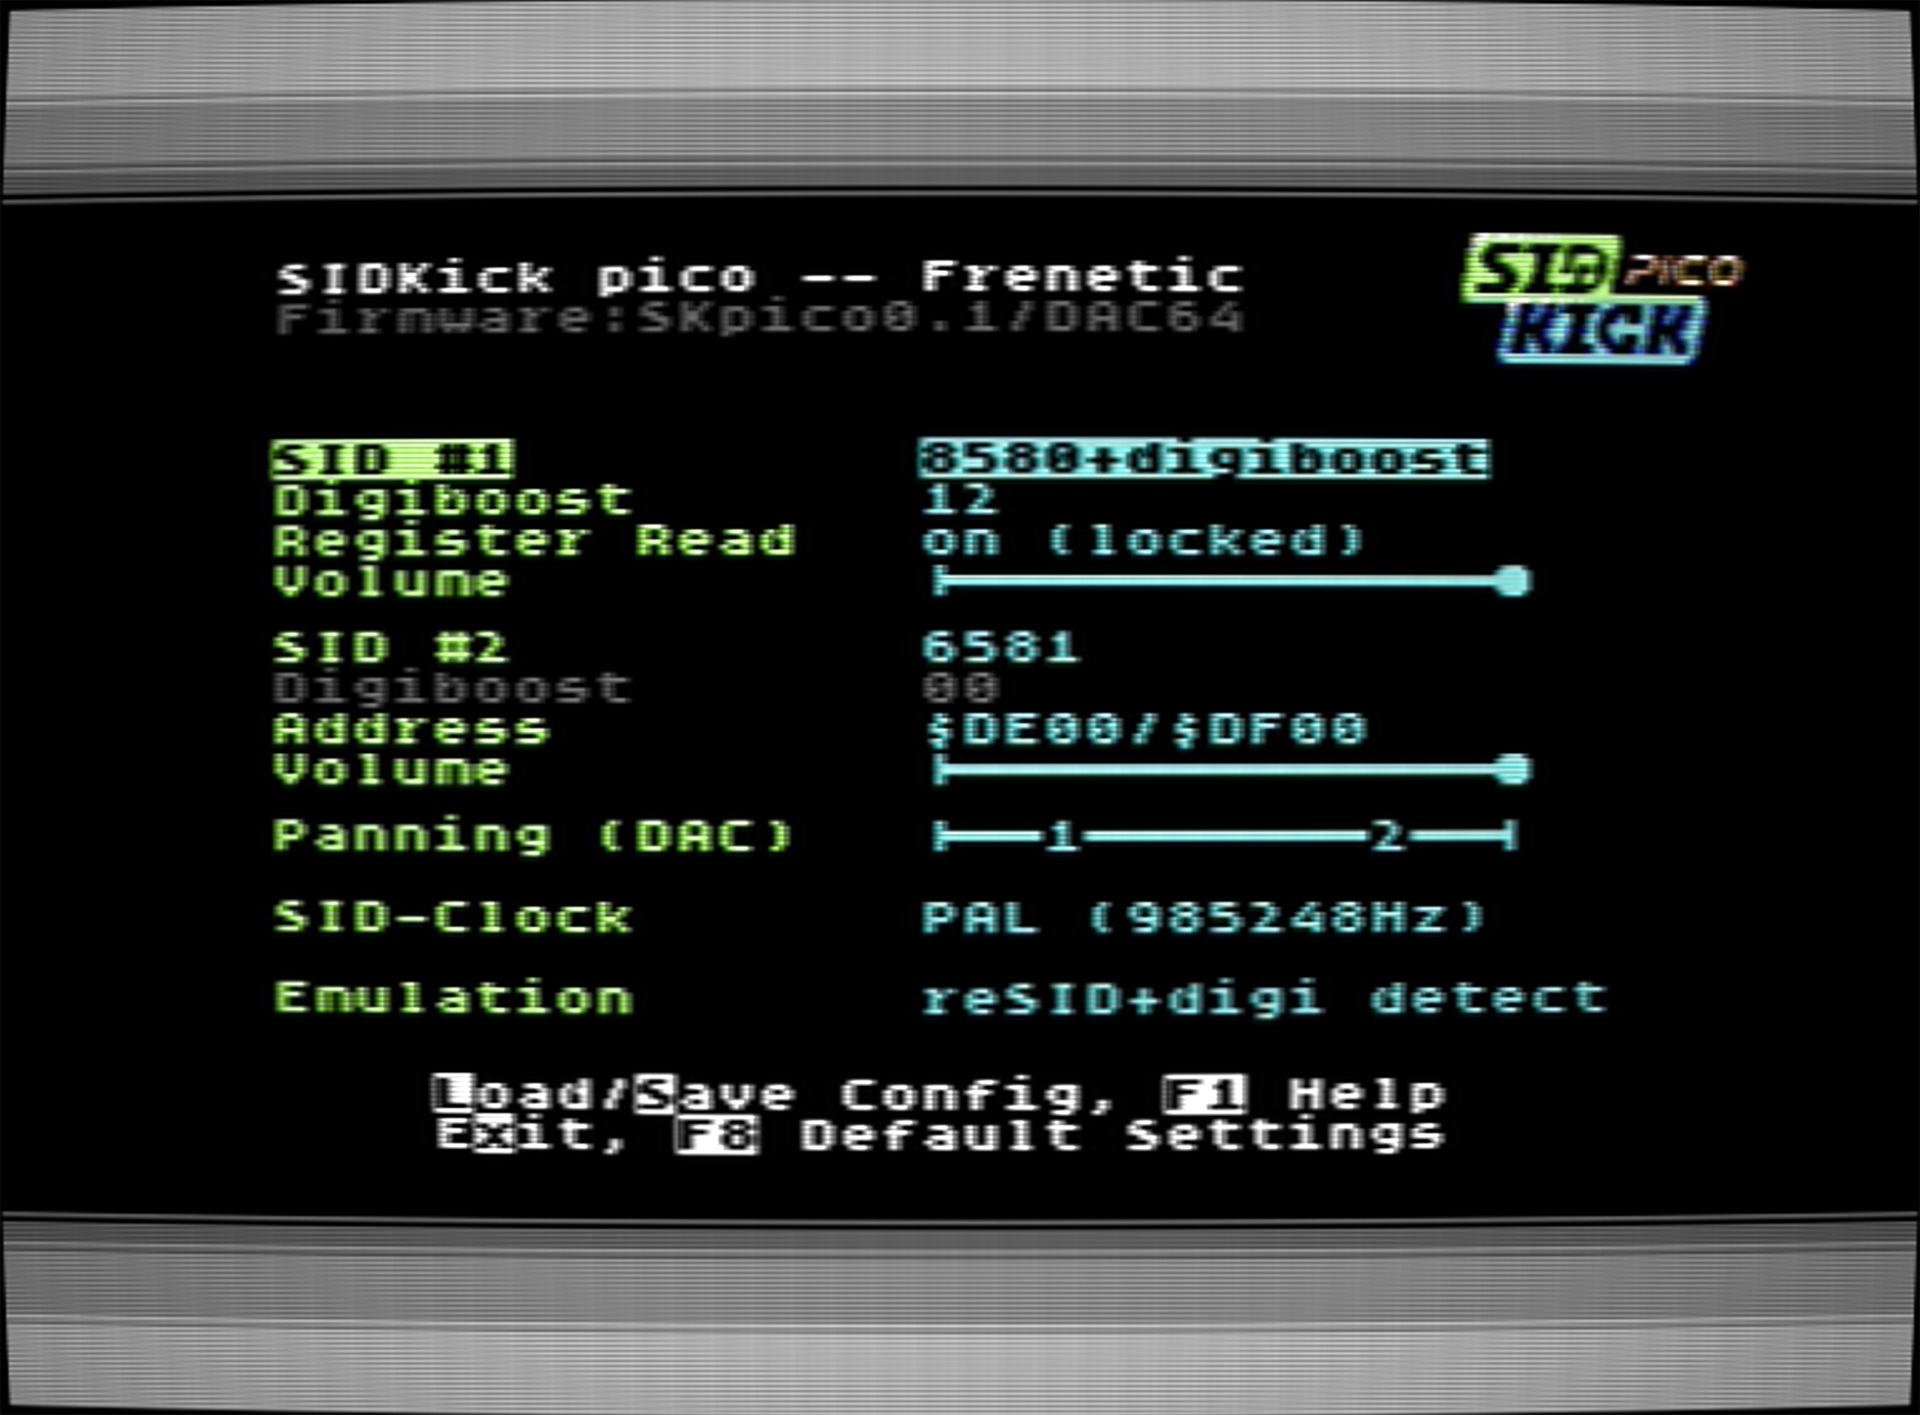 SIDKick pico -- Frenetic
Firmware:SKpico0.1/DAC64
SID PICO
KICK
SID #1 8580+digiboost
Digiboost 12
Register Read on (locked)
Volume
SID #2 6581
Digiboost 00
Address $DE00/$DF00
Volume
Panning (DAC) 1 2
SID-Clock PAL (985248Hz)
Emulation reSID+digi detect
Load/Save Config, F1 Help
Exit, F8 Default Settings